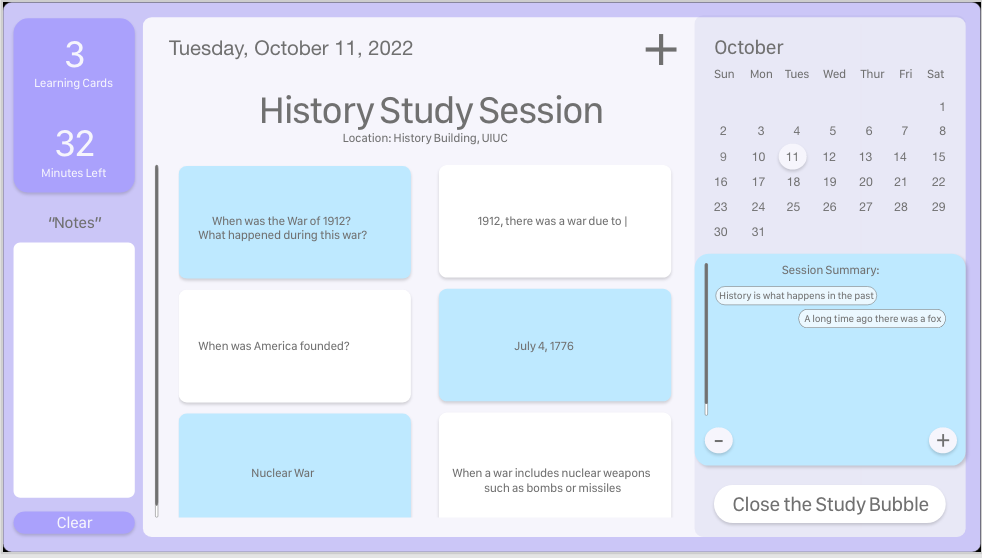 3
Learning Cards
32
Minutes Left
"Notes"
Clear
Tuesday, October 11, 2022
+
History Study Session
Location: History Building, UIUC
When was the War of 1912?
What happened during this war?
1912, there was a war due to |
When was America founded?
July 4, 1776
Nuclear War
When a war includes nuclear weapons
such as bombs or missiles
October
Sun Mon Tues Wed Thur Fri Sat
1
2 3 4 5 6 7 8
9 10 11 12 13 14 15
16 17 18 19 20 21 22
23 24 25 26 27 28 29
30 31
Session Summary:
History is what happens in the past
A long time ago there was a fox
- +
Close the Study Bubble